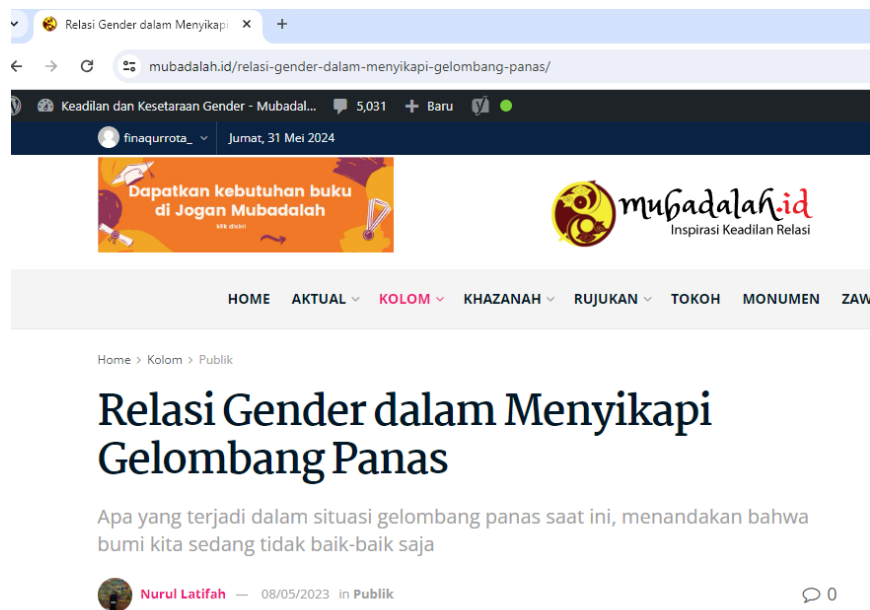 Relasi Gender dalam Menyikapi
mubadalah.id/relasi-gender-dalam-menyikapi-gelombang-panas/
Keadilan dan Kesetaraan Gender - Mubadal... 5,031 + Baru
finaqurrota_ Jumat, 31 Mei 2024
Dapatkan kebutuhan buku
di Jogan Mubadalah
klik disini
mubadalah.id
Inspirasi Keadilan Relasi
HOME AKTUAL KOLOM KHAZANAH RUJUKAN TOKOH MONUMEN ZAW
Home > Kolom > Publik
Relasi Gender dalam Menyikapi
Gelombang Panas
Apa yang terjadi dalam situasi gelombang panas saat ini, menandakan bahwa
bumi kita sedang tidak baik-baik saja
Nurul Latifah — 08/05/2023 in Publik 0